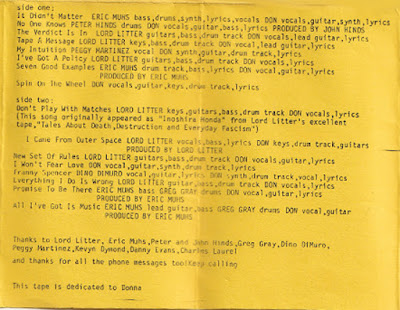 side one;
It Didn't Matter  ERIC MUHS bass,drums,synth,lyrics,vocals DON vocals,guitar,synth,lyrics
No One Knows PETER HINDS drums DON vocals,guitar,bass,lyrics PRODUCED BY JOHN HINDS
The Verdict Is In  LORD LITTER guitars,bass,drum track DON vocals,lyrics
Tape A Message LORD LITTER keys,bass,drum track DON vocal,lead guitar,lyrics
My Intuition PEGGY MARTINEZ vocal DON synth,guitar,drum track,lyrics
I've Got A Policy LORD LITTER guitars,bass,drum track DON vocals,lyrics
Seven Good Examples ERIC MUHS drum track,bass,lyrics DON vocal,guitar,lyrics
PRODUCED BY ERIC MUHS
Spin On The Wheel DON vocals,guitar,keys,drum track,lyrics
side two:
Don't Play With Matches LORD LITTER keys,guitars,bass,drum track DON vocals,lyrics
(This song originally appeared as "Inoshira Honda" from Lord Litter's excellent
tape,"Tales About Death,Destruction and Everyday Fascism")
I Came From Outer Space LORD LITTER vocals,bass,lyrics DON keys,drum track,guitars
PRODUCED BY LORD LITTER
New Set Of Rules LORD LITTER guitars,bass,drum track DON vocals,lyrics
I Won't Fear Love DON vocal,guitar,synth,drum track,lyrics
Tranny Spencer DINO DIMURO vocal,guitar,lyrics DON synth,drum track,vocal,lyrics
Everything I Do Is Wrong LORD LITTER guitar,bass,drum track DON vocals,lyrics
Promise To Be There ERIC MUHS bass GREG GRAY drums DON vocals,guitar,lyrics
PRODUCED BY ERIC MUHS
All I've Got Is Music ERIC MUHS lead guitar,bass GREG GRAY drums DON vocal,guitar
PRODUCED BY ERIC MUHS
Thanks to Lord Litter, Eric Muhs,Peter and John Hinds,Greg Gray,Dino DiMuro,
Peggy Martinez,Kevyn Dymond,Danny Evans,Charles Laurel
and thanks for all the phone messages too!Keep calling
This tape is dedicated to Donna